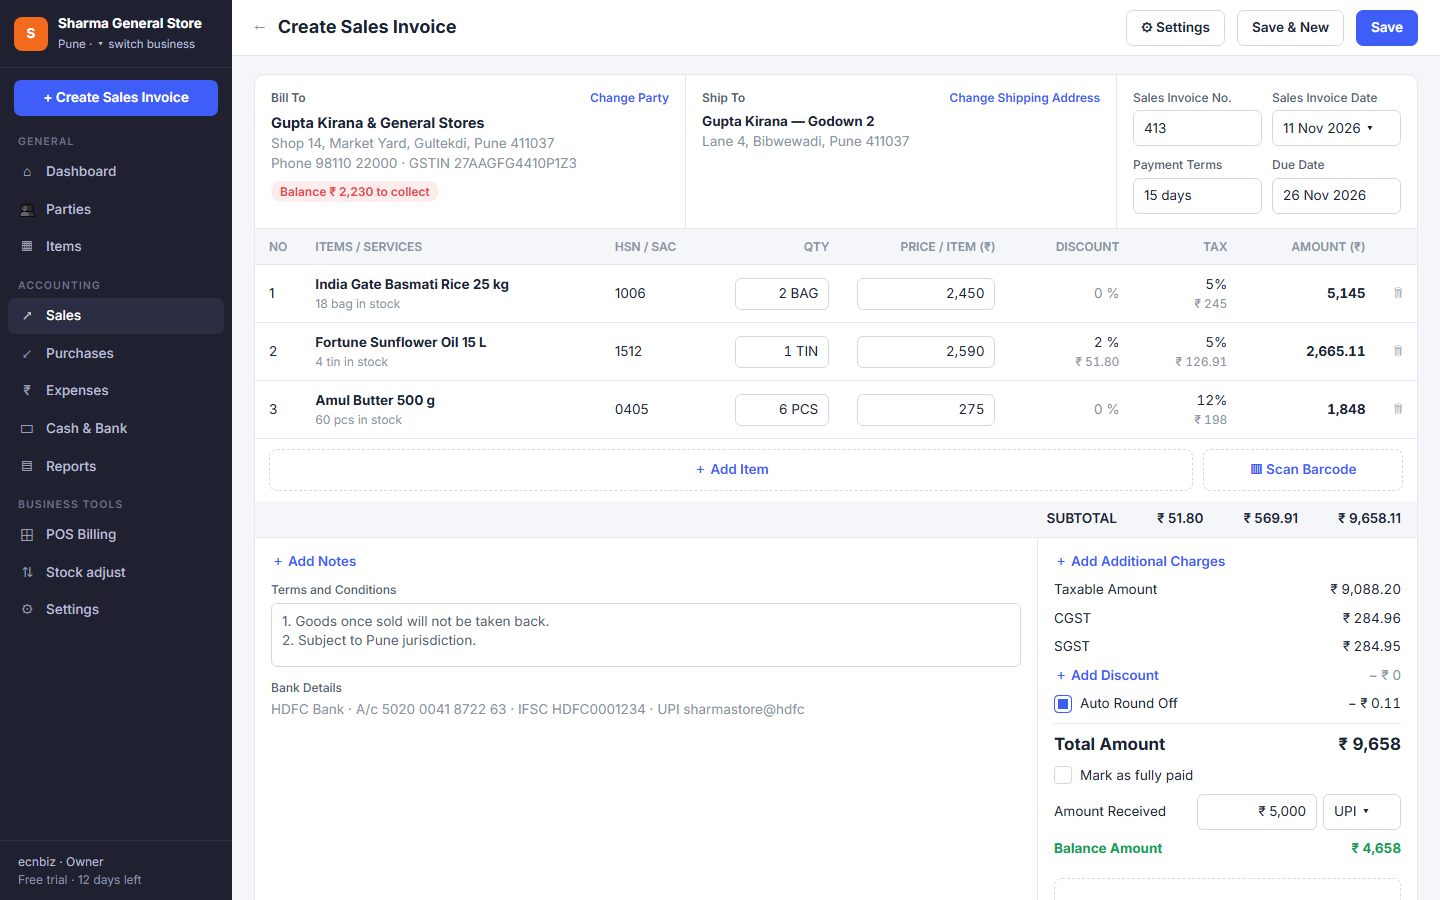 S
Sharma General Store
Pune · ▾ switch business
+ Create Sales Invoice
GENERAL
Dashboard
Parties
Items
ACCOUNTING
Sales
Purchases
₹ Expenses
Cash & Bank
Reports
BUSINESS TOOLS
POS Billing
Stock adjust
Settings
ecnbiz · Owner
Free trial · 12 days left
← Create Sales Invoice
Settings
Save & New
Save
Bill To
Change Party
Gupta Kirana & General Stores
Shop 14, Market Yard, Gultekdi, Pune 411037
Phone 98110 22000 · GSTIN 27AAGFG4410P1Z3
Balance ₹ 2,230 to collect
Ship To
Change Shipping Address
Gupta Kirana — Godown 2
Lane 4, Bibwewadi, Pune 411037
Sales Invoice No.
413
Sales Invoice Date
11 Nov 2026 ▾
Payment Terms
15 days
Due Date
26 Nov 2026
NO ITEMS / SERVICES HSN / SAC QTY PRICE / ITEM (₹) DISCOUNT TAX AMOUNT (₹)
1 India Gate Basmati Rice 25 kg 1006 2 BAG 2,450 0 % 5% 5,145
18 bag in stock ₹ 245
2 Fortune Sunflower Oil 15 L 1512 1 TIN 2,590 2 % 5% 2,665.11
4 tin in stock ₹ 51.80 ₹ 126.91
3 Amul Butter 500 g 0405 6 PCS 275 0 % 12% 1,848
60 pcs in stock ₹ 198
+ Add Item
Scan Barcode
SUBTOTAL ₹ 51.80 ₹ 569.91 ₹ 9,658.11
+ Add Notes
Terms and Conditions
1. Goods once sold will not be taken back.
2. Subject to Pune jurisdiction.
Bank Details
HDFC Bank · A/c 5020 0041 8722 63 · IFSC HDFC0001234 · UPI sharmastore@hdfc
+ Add Additional Charges
Taxable Amount ₹ 9,088.20
CGST ₹ 284.96
SGST ₹ 284.95
+ Add Discount – ₹ 0
Auto Round Off – ₹ 0.11
Total Amount ₹ 9,658
Mark as fully paid
Amount Received ₹ 5,000 UPI ▾
Balance Amount ₹ 4,658